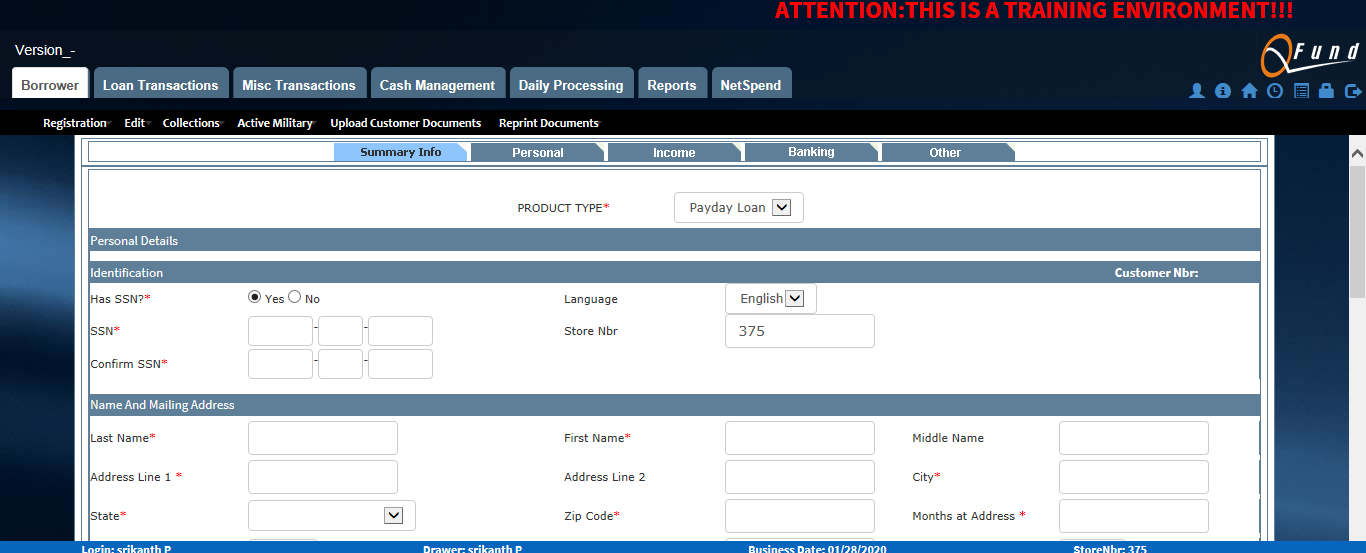 ATTENTION:THIS IS A TRAINING ENVIRONMENT!!!
Version_-
QFund
Borrower Loan Transactions Misc Transactions Cash Management Daily Processing Reports NetSpend
Registration Edit Collections Active Military Upload Customer Documents Reprint Documents
Summary Info Personal Income Banking Other
PRODUCT TYPE* Payday Loan
Personal Details
Identification Customer Nbr:
Has SSN?* Yes No Language English
SSN* - - Store Nbr 375
Confirm SSN* - -
Name And Mailing Address
Last Name* First Name* Middle Name
Address Line 1 * Address Line 2 City*
State* Zip Code* Months at Address *
Login: srikanth P Drawer: srikanth P Business Date: 01/28/2020 StoreNbr: 375